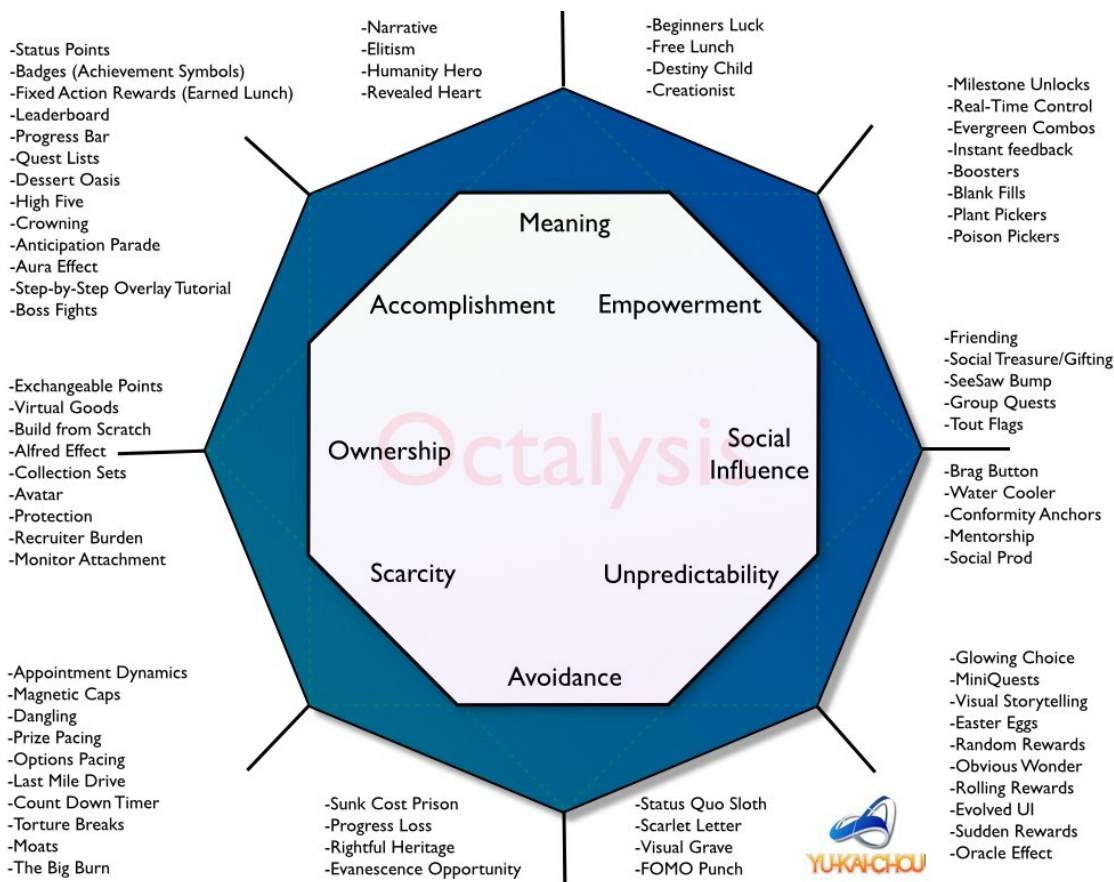 -Narrative
-Elitism
-Humanity Hero
-Revealed Heart
-Beginners Luck
-Free Lunch
-Destiny Child
-Creationist
-Status Points
-Badges (Achievement Symbols)
-Fixed Action Rewards (Earned Lunch)
-Leaderboard
-Progress Bar
-Quest Lists
-Dessert Oasis
-High Five
-Crowning
-Anticipation Parade
-Aura Effect
-Step-by-Step Overlay Tutorial
-Boss Fights
-Milestone Unlocks
-Real-Time Control
-Evergreen Combos
-Instant feedback
-Boosters
-Blank Fills
-Plant Pickers
-Poison Pickers
Meaning
Accomplishment
Empowerment
Ownership
Octalysis
Social
Influence
Scarcity
Unpredictability
Avoidance
-Exchangeable Points
-Virtual Goods
-Build from Scratch
-Alfred Effect
-Collection Sets
-Avatar
-Protection
-Recruiter Burden
-Monitor Attachment
-Friending
-Social Treasure/Gifting
-SeeSaw Bump
-Group Quests
-Tout Flags
-Brag Button
-Water Cooler
-Conformity Anchors
-Mentorship
-Social Prod
-Appointment Dynamics
-Magnetic Caps
-Dangling
-Prize Pacing
-Options Pacing
-Last Mile Drive
-Count Down Timer
-Torture Breaks
-Moats
-The Big Burn
-Sunk Cost Prison
-Progress Loss
-Rightful Heritage
-Evanescence Opportunity
-Status Quo Sloth
-Scarlet Letter
-Visual Grave
-FOMO Punch
-Glowing Choice
-MiniQuests
-Visual Storytelling
-Easter Eggs
-Random Rewards
-Obvious Wonder
-Rolling Rewards
-Evolved UI
-Sudden Rewards
-Oracle Effect
YU-KAI-CHOU